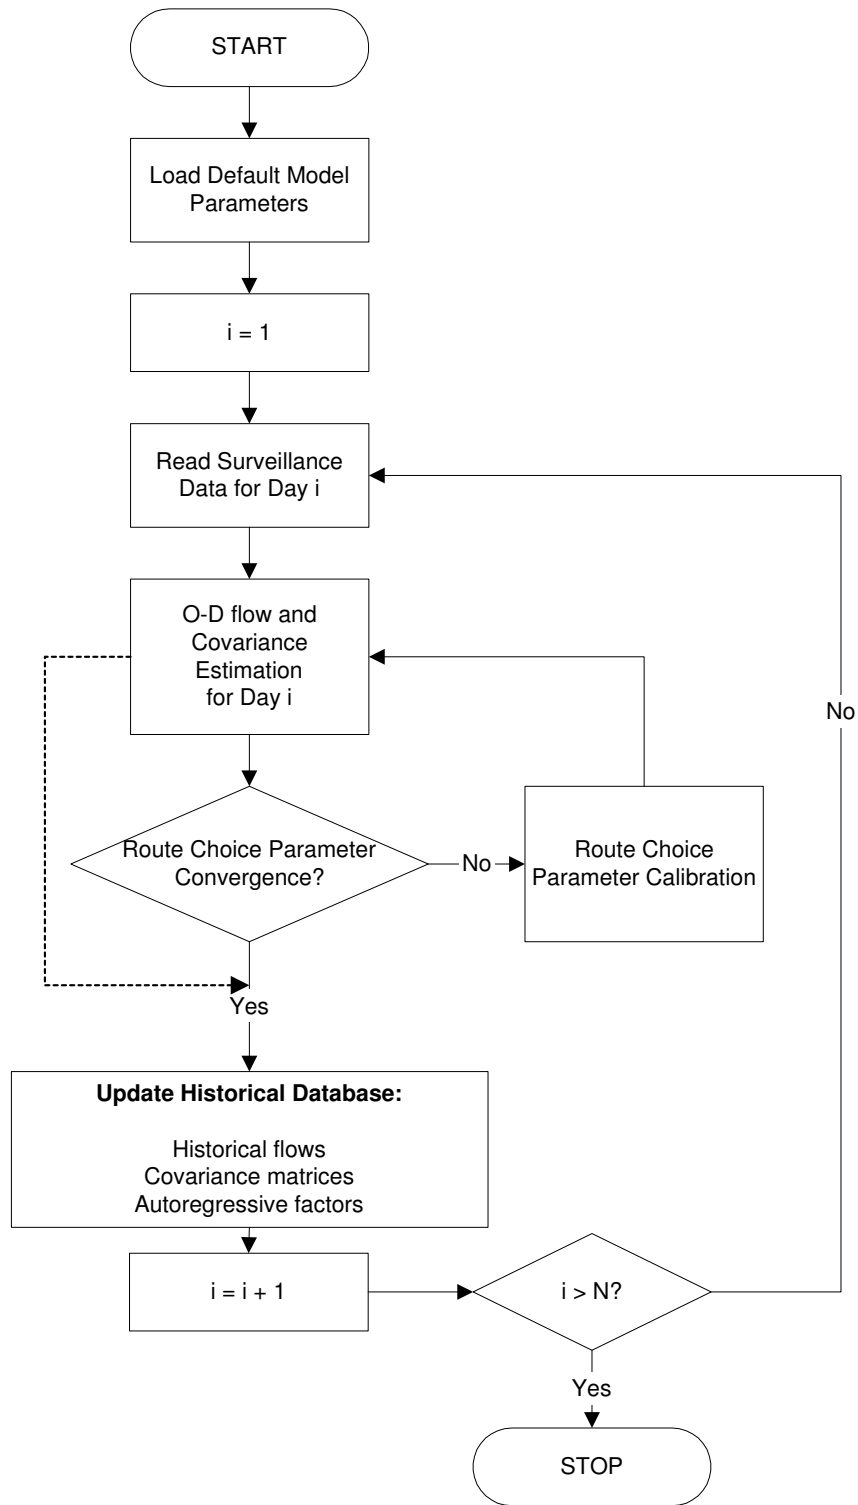 START
Load Default Model
Parameters
i = 1
Read Surveillance
Data for Day i
O-D flow and
Covariance
Estimation
for Day i
No
Route Choice Parameter
Convergence?
No
Route Choice
Parameter Calibration
Yes
Update Historical Database:
Historical flows
Covariance matrices
Autoregressive factors
i = i + 1
i > N?
Yes
STOP